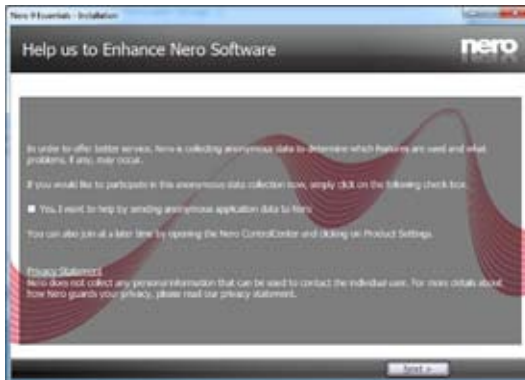 Nero 9 Essentials - Installation
Help us to Enhance Nero Software
nero
In order to offer better service, Nero is collecting anonymous data to determine which features are used and what
problems, if any, may occur.
If you would like to participate in this anonymous data collection now, simply click on the following check box.
Yes, I want to help by sending anonymous application data to Nero
You can also join at a later time by opening the Nero ControlCenter and clicking on Product Settings.
Privacy Statement
Nero does not collect any personal information that can be used to contact the individual user. For more details about
how Nero guards your privacy, please read our privacy statement.
Next >